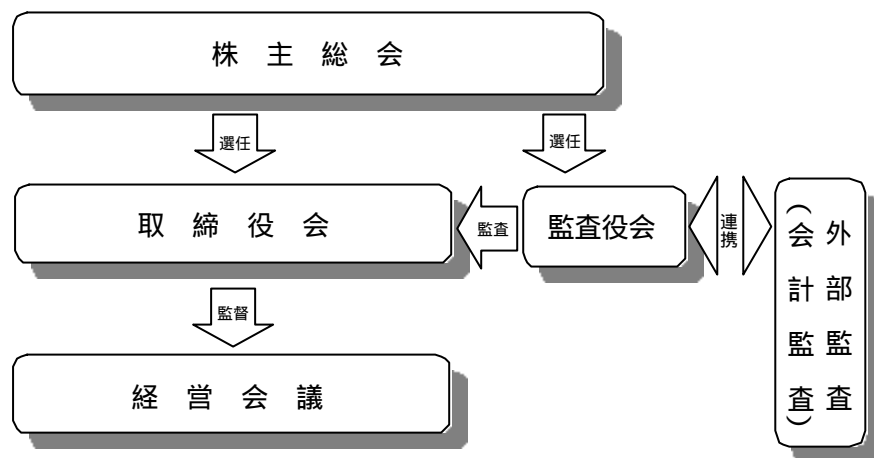 株主総会
選任
選任
取締役会
監査
監査役会
連携
外部監査
(会計監査)
監督
経営会議